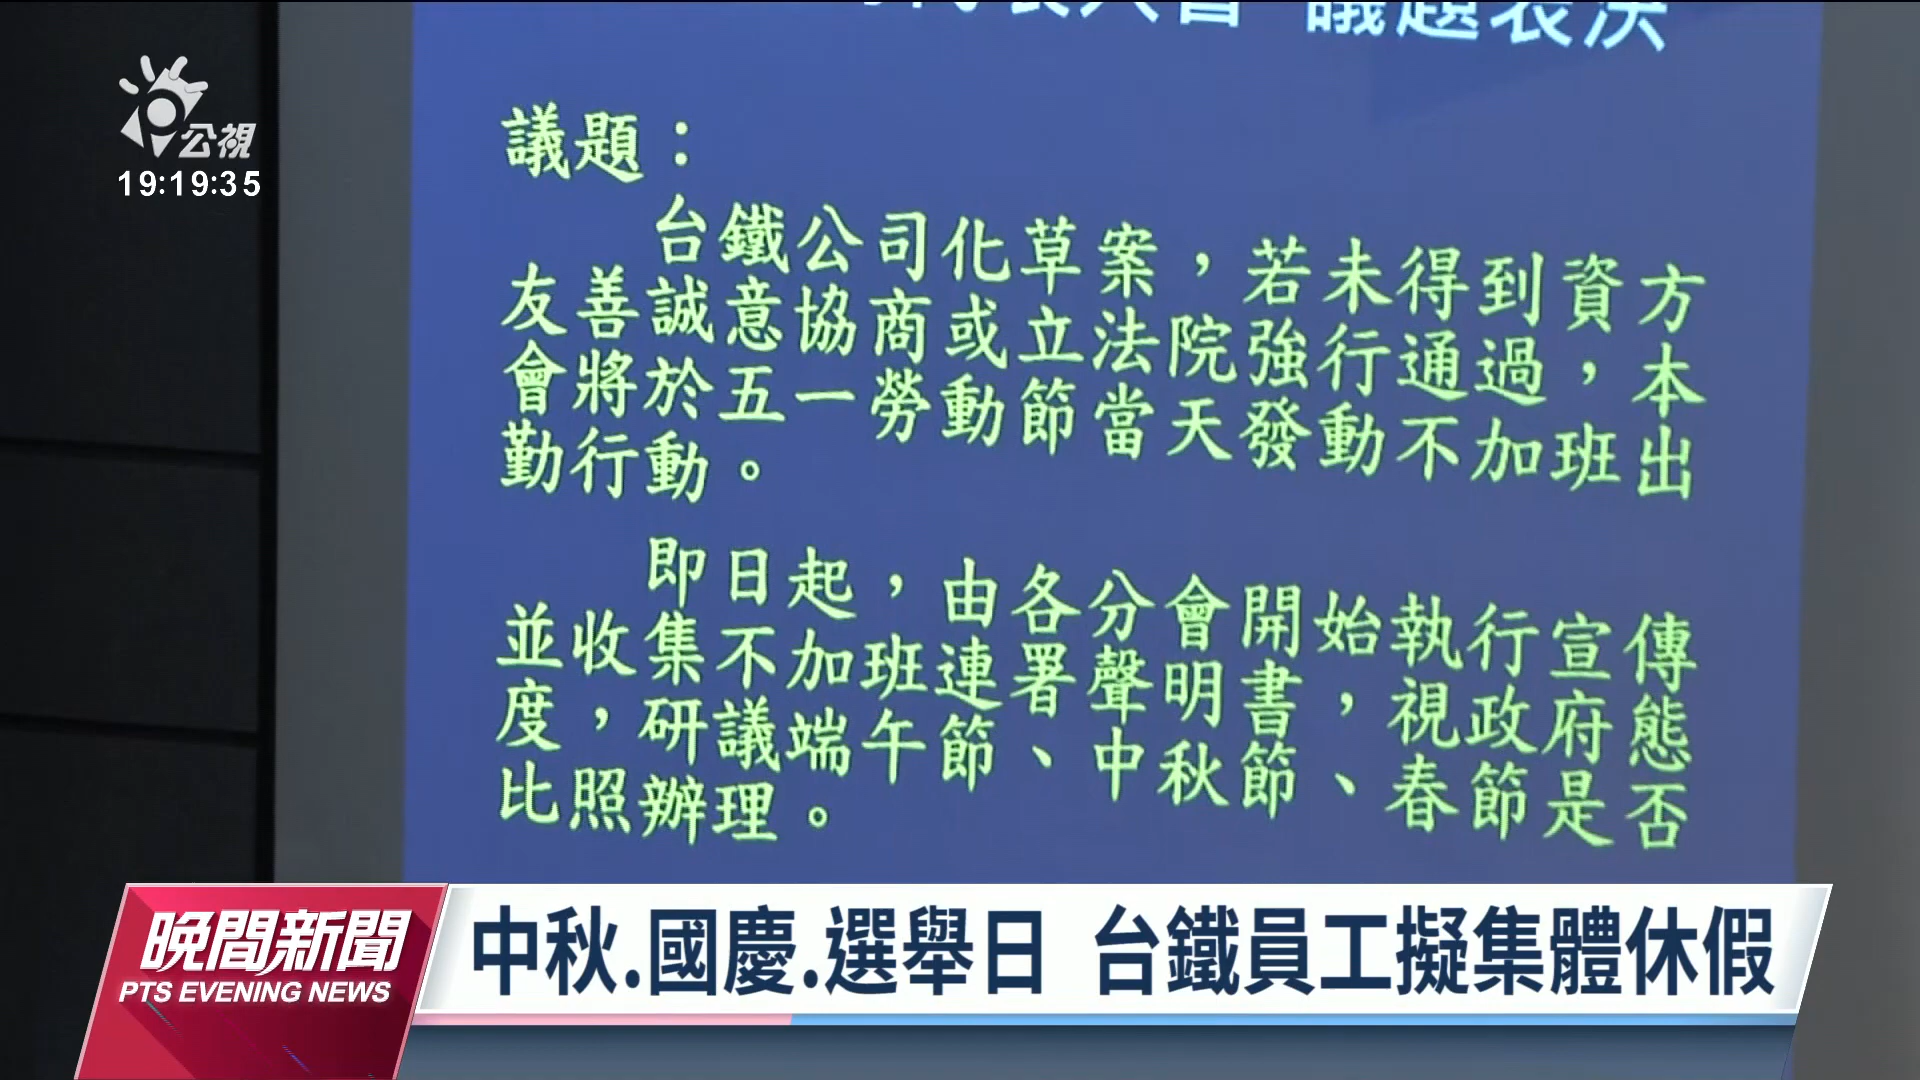 議題表決
公視
19:19:35
議題：
台鐵公司化草案，若未得到資方
友善誠意協商或立法院強行通過，本
會將於五一勞動節當天發動不加班出
勤行動。
即日起，由各分會開始執行宣傳
並收集不加班連署聲明書，視政府態
度，研議端午節、中秋節、春節是否
比照辦理。
晚間新聞
PTS EVENING NEWS
中秋.國慶.選舉日 台鐵員工擬集體休假